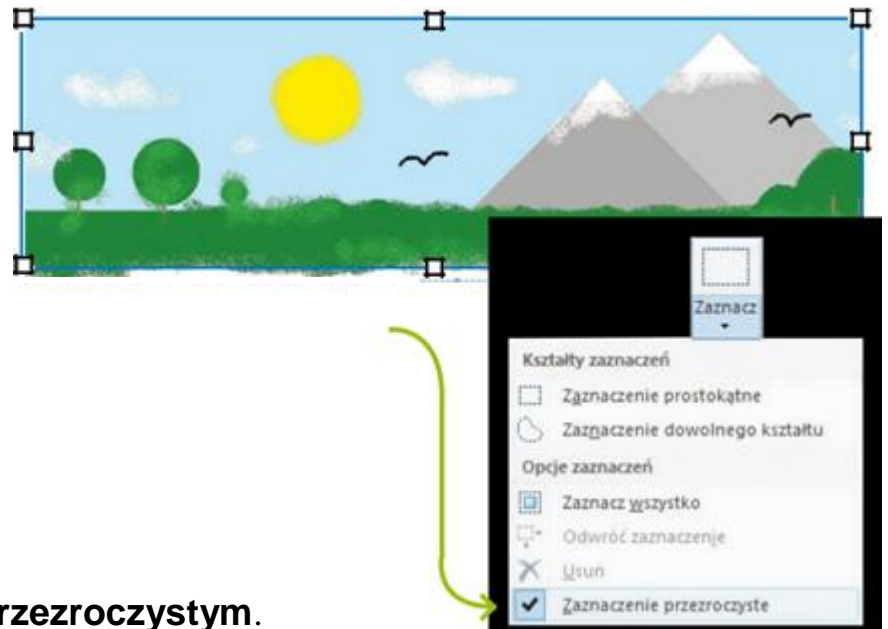 Zaznacz
Kształty zaznaczeń
Zaznaczenie prostokątne
Zaznaczenie dowolnego kształtu
Opcje zaznaczeń
Zaznacz wszystko
Odwróć zaznaczenie
Usuń
Zaznaczenie przezroczyste
rzezroczystym.